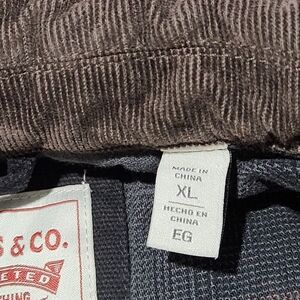 MADE IN
CHINA
XL
HECHO EN
CHINA
EG
S & CO.